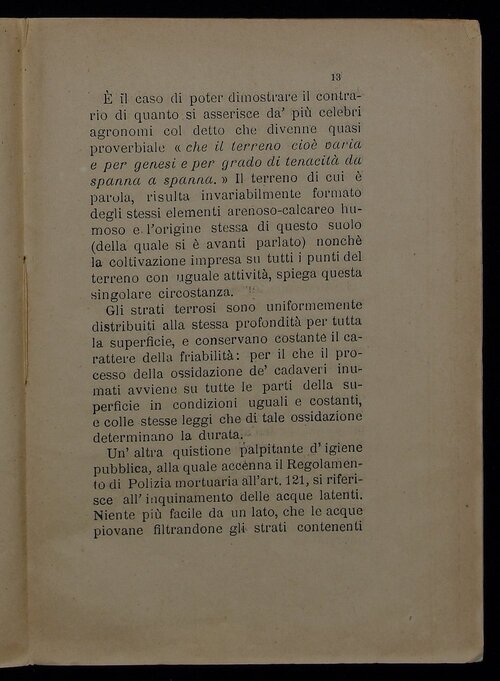 13
È il caso di poter dimostrare il contra-
rio di quanto si asserisce da' più celebri
agronomi col detto che divenne quasi
proverbiale « che il terreno cioè varia
e per genesi e per grado di tenacità da
spanna a spanna. » Il terreno di cui è
parola, risulta invariabilmente formato
degli stessi elementi arenoso-calcareo hu-
moso e l'origine stessa di questo suolo
(della quale si è avanti parlato) nonchè
la coltivazione impresa su tutti i punti del
terreno con uguale attività, spiega questa
singolare circostanza.
Gli strati terrosi sono uniformemente
distribuiti alla stessa profondità per tutta
la superficie, e conservano costante il ca-
rattere della friabilità: per il che il pro-
cesso della ossidazione de' cadaveri inu-
mati avviene su tutte le parti della su-
perficie in condizioni uguali e costanti,
e colle stesse leggi che di tale ossidazione
determinano la durata.
Un' altra quistione palpitante d'igiene
pubblica, alla quale accenna il Regolamen-
to di Polizia mortuaria all'art. 121, si riferi-
sce all'inquinamento delle acque latenti.
Niente più facile da un lato, che le acque
piovane filtrandone gli strati contenenti